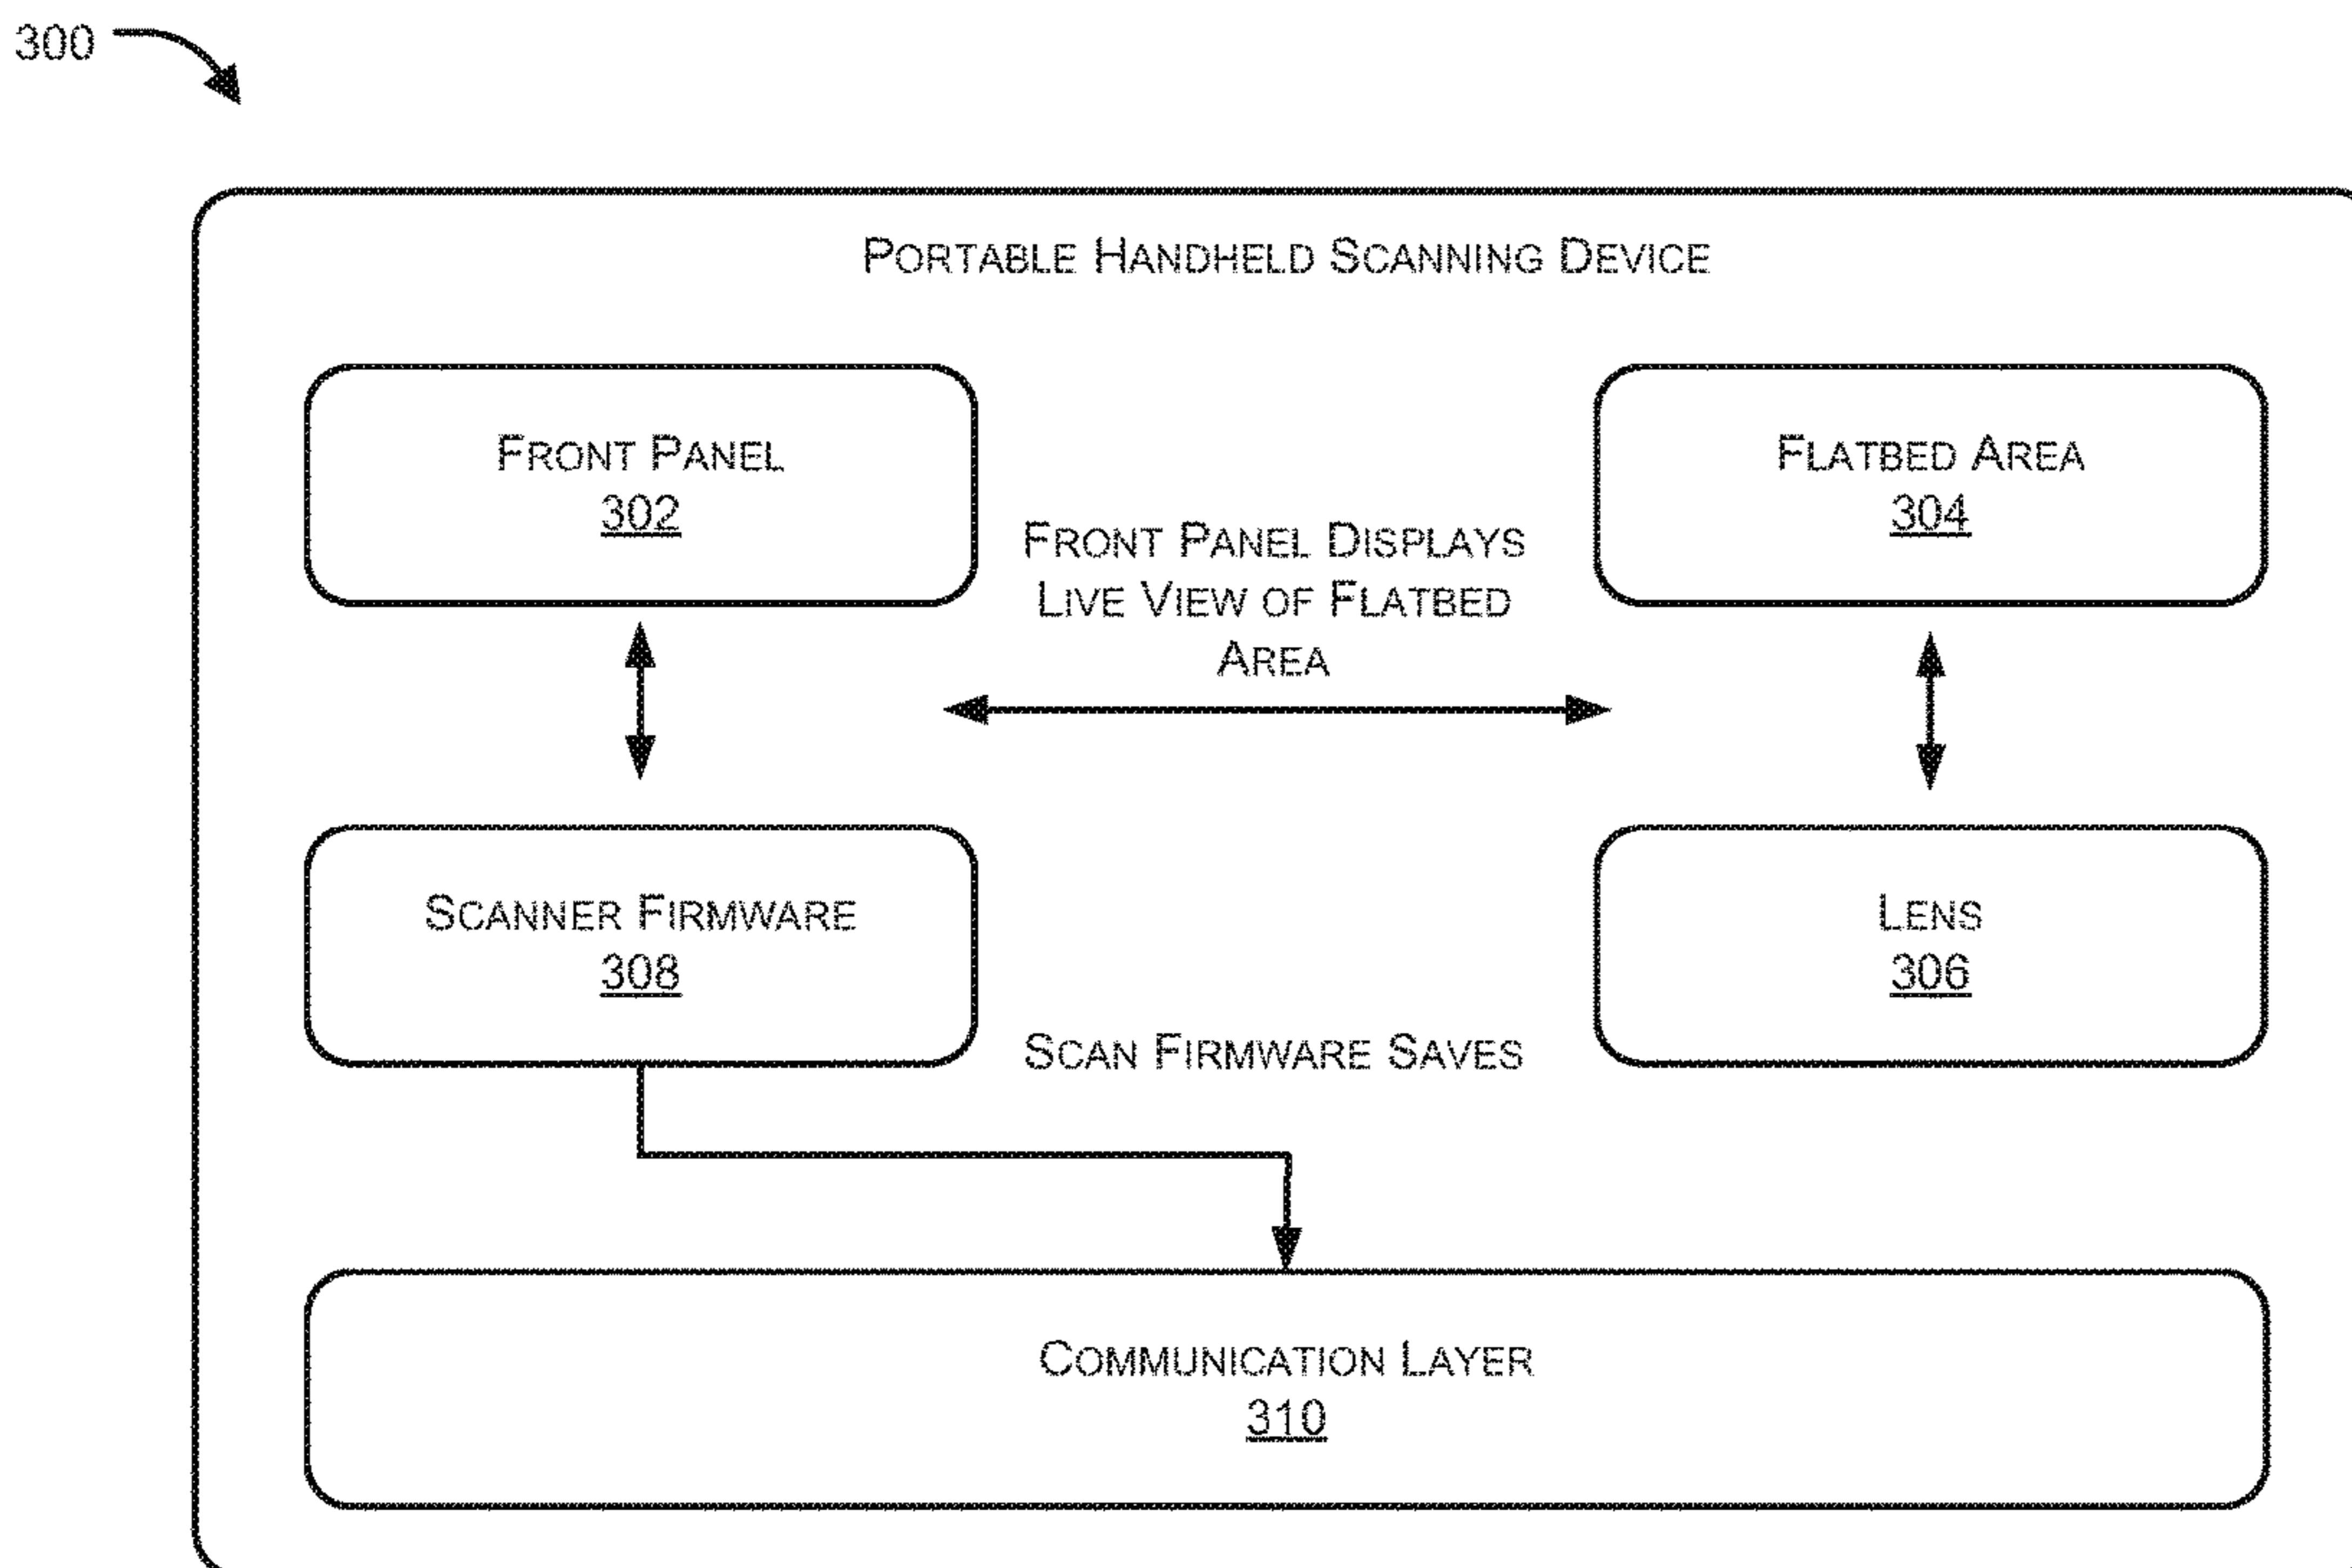 300
PORTABLE HANDHELD SCANNING DEVICE
FRONT PANEL
302
FLATBED AREA
304
FRONT PANEL DISPLAYS
LIVE VIEW OF FLATBED
AREA
SCANNER FIRMWARE
308
LENS
306
SCAN FIRMWARE SAVES
COMMUNICATION LAYER
310